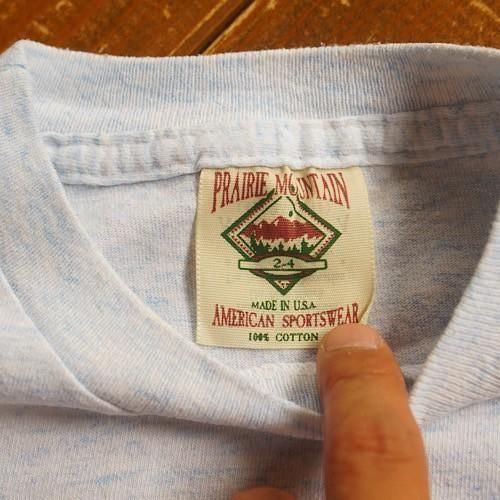 PRAIRIE MOUNTAIN
2-4
MADE IN U.S.A.
AMERICAN SPORTSWEAR
100% COTTON